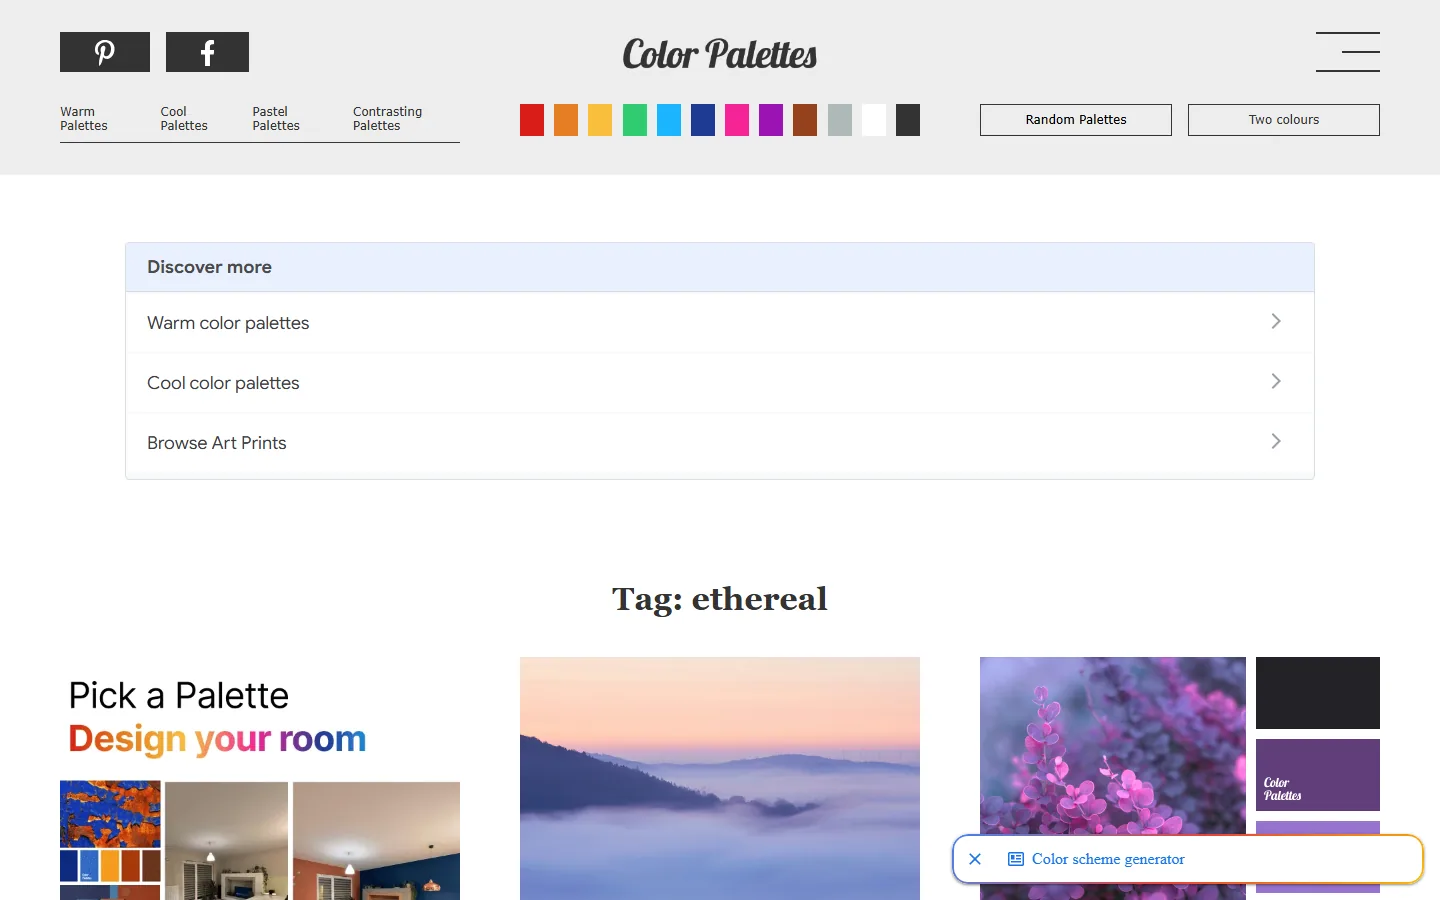 Color Palettes
Warm Palettes
Cool Palettes
Pastel Palettes
Contrasting Palettes
Random Palettes
Two colours
Discover more
Warm color palettes
Cool color palettes
Browse Art Prints
Tag: ethereal
Pick a Palette
Design your room
Color
Palettes
Color scheme generator